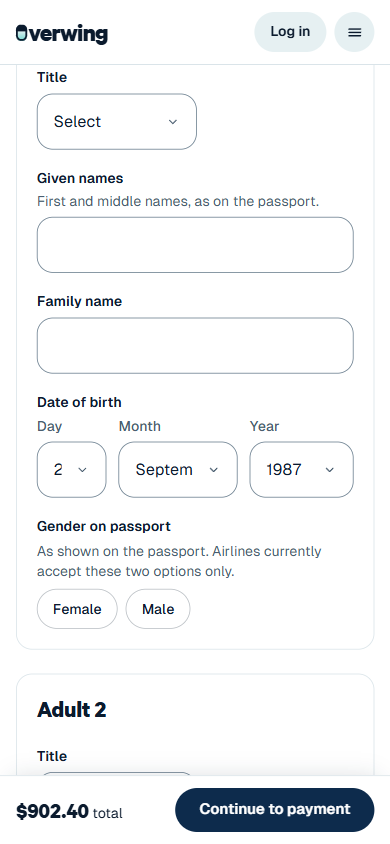 Overwing
Log in
Title
Select
Given names
First and middle names, as on the passport.
Family name
Date of birth
Day Month Year
2 Septem 1987
Gender on passport
As shown on the passport. Airlines currently
accept these two options only.
Female Male
Adult 2
Title
$902.40 total
Continue to payment